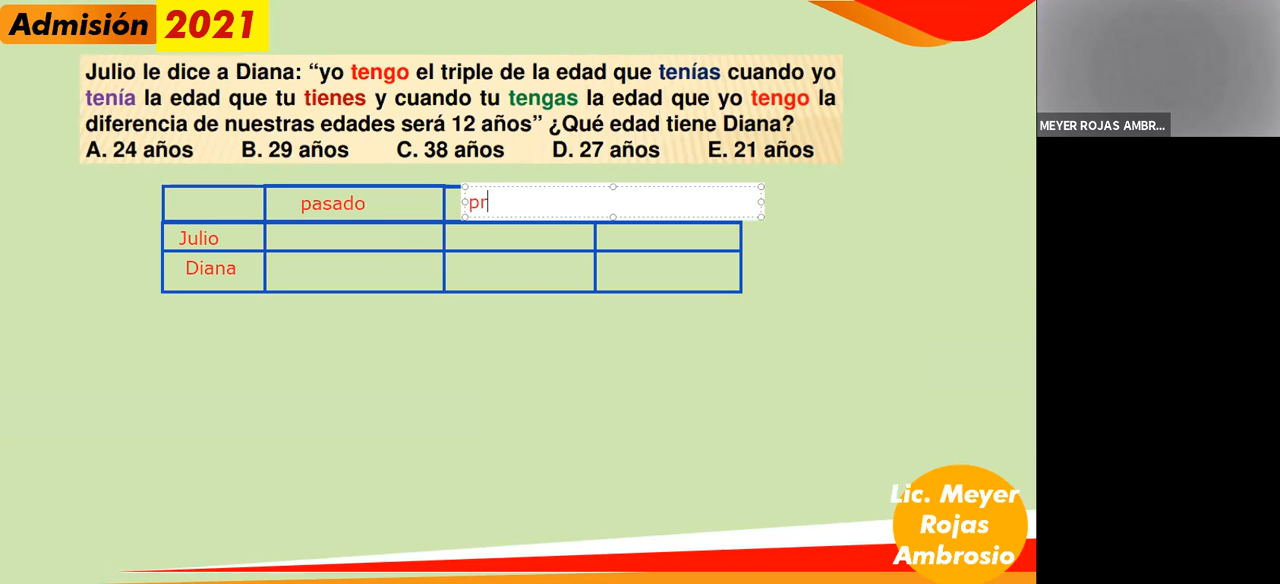 Admisión 2021
Julio le dice a Diana: “yo tengo el triple de la edad que tenías cuando yo
tenía la edad que tu tienes y cuando tu tengas la edad que yo tengo la
diferencia de nuestras edades será 12 años” ¿Qué edad tiene Diana?
A. 24 años B. 29 años C. 38 años D. 27 años E. 21 años
pasado pr
Julio
Diana
MEYER ROJAS AMBR...
Lic. Meyer
Rojas
Ambrosio